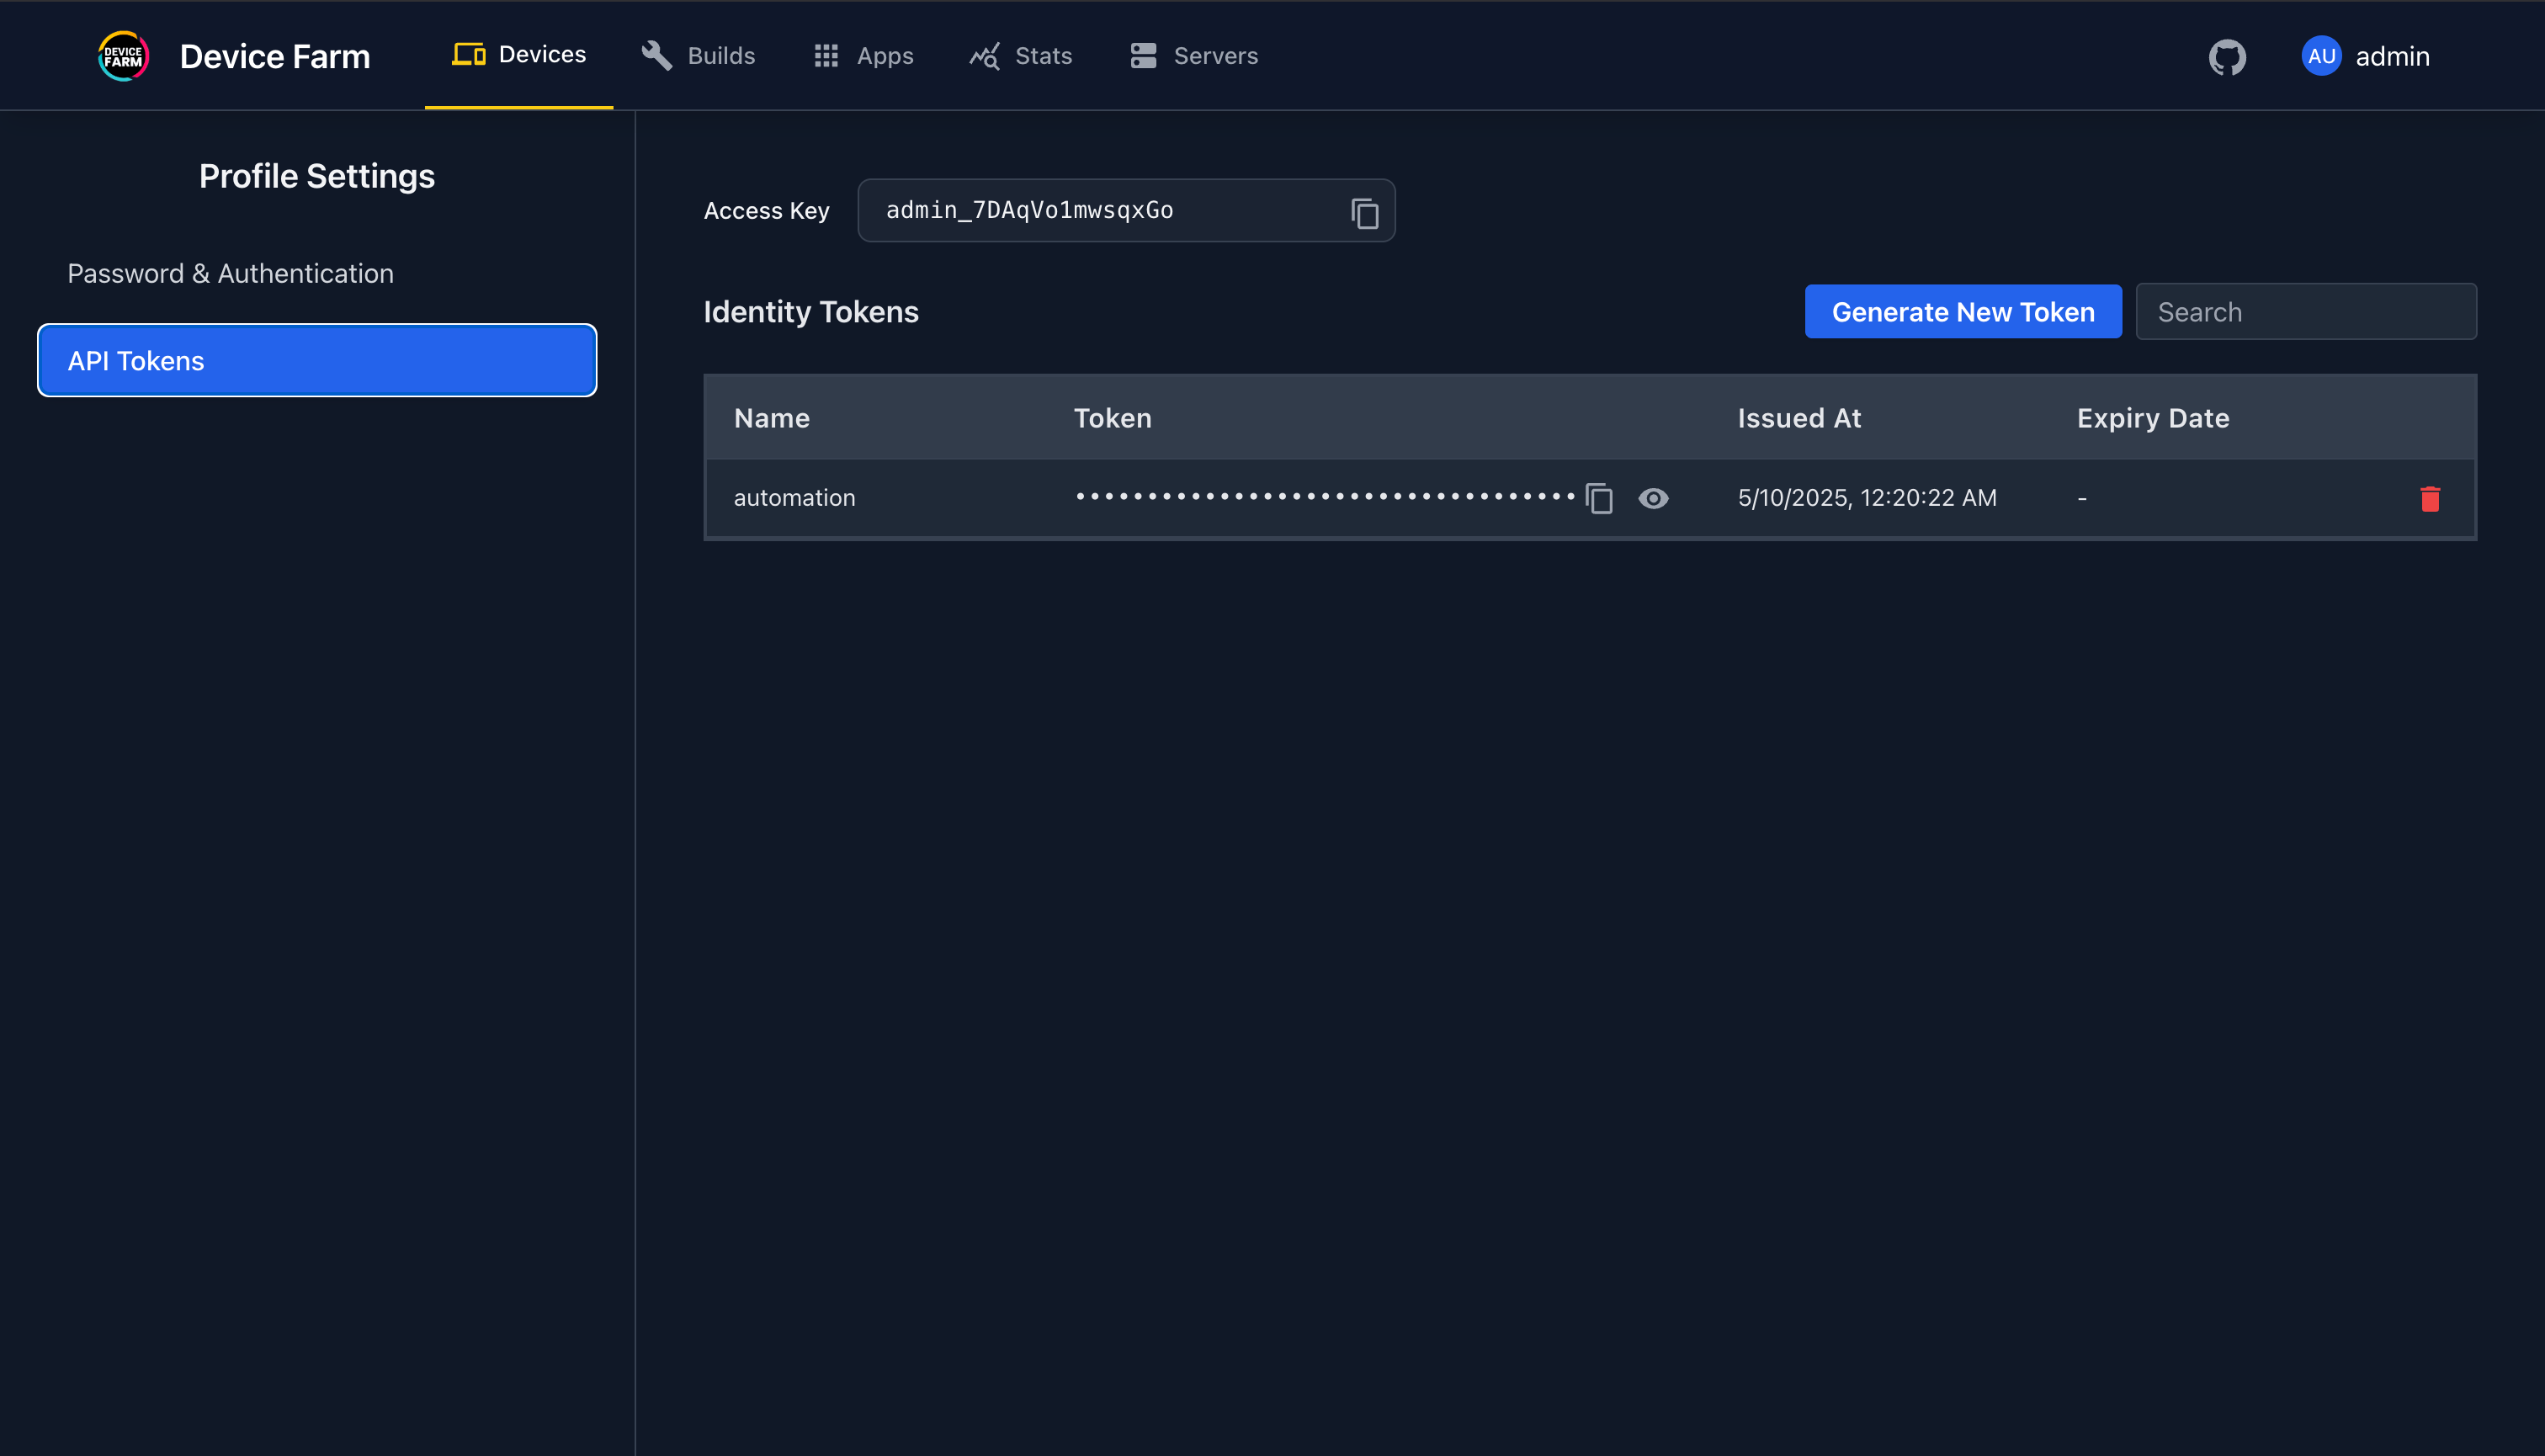 DEVICE
FARM
Device Farm
Devices
Builds
Apps
Stats
Servers
AU
admin
Profile Settings
Password & Authentication
API Tokens
Access Key
admin_7DAqVo1mwsqxGo
Identity Tokens
Generate New Token
Search
Name Token Issued At Expiry Date
automation ••••••••••••••••••••••••••••••••••• 5/10/2025, 12:20:22 AM -